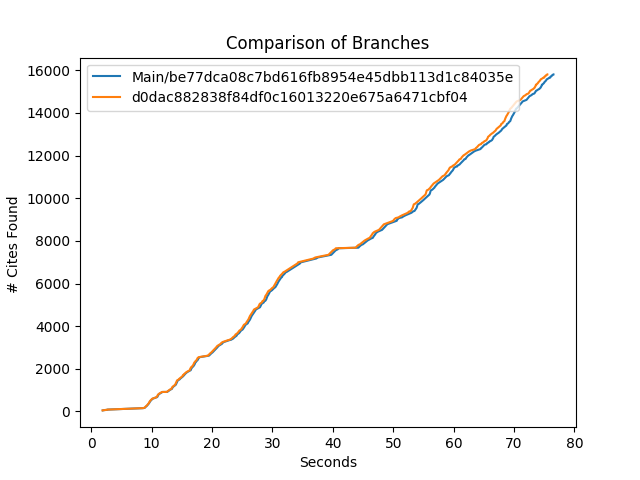 Comparison of Branches
Main/be77dca08c7bd616fb8954e45dbb113d1c84035e
d0dac882838f84df0c16013220e675a6471cbf04
16000
14000
12000
10000
8000
6000
4000
2000
0
# Cites Found
0 10 20 30 40 50 60 70 80
Seconds